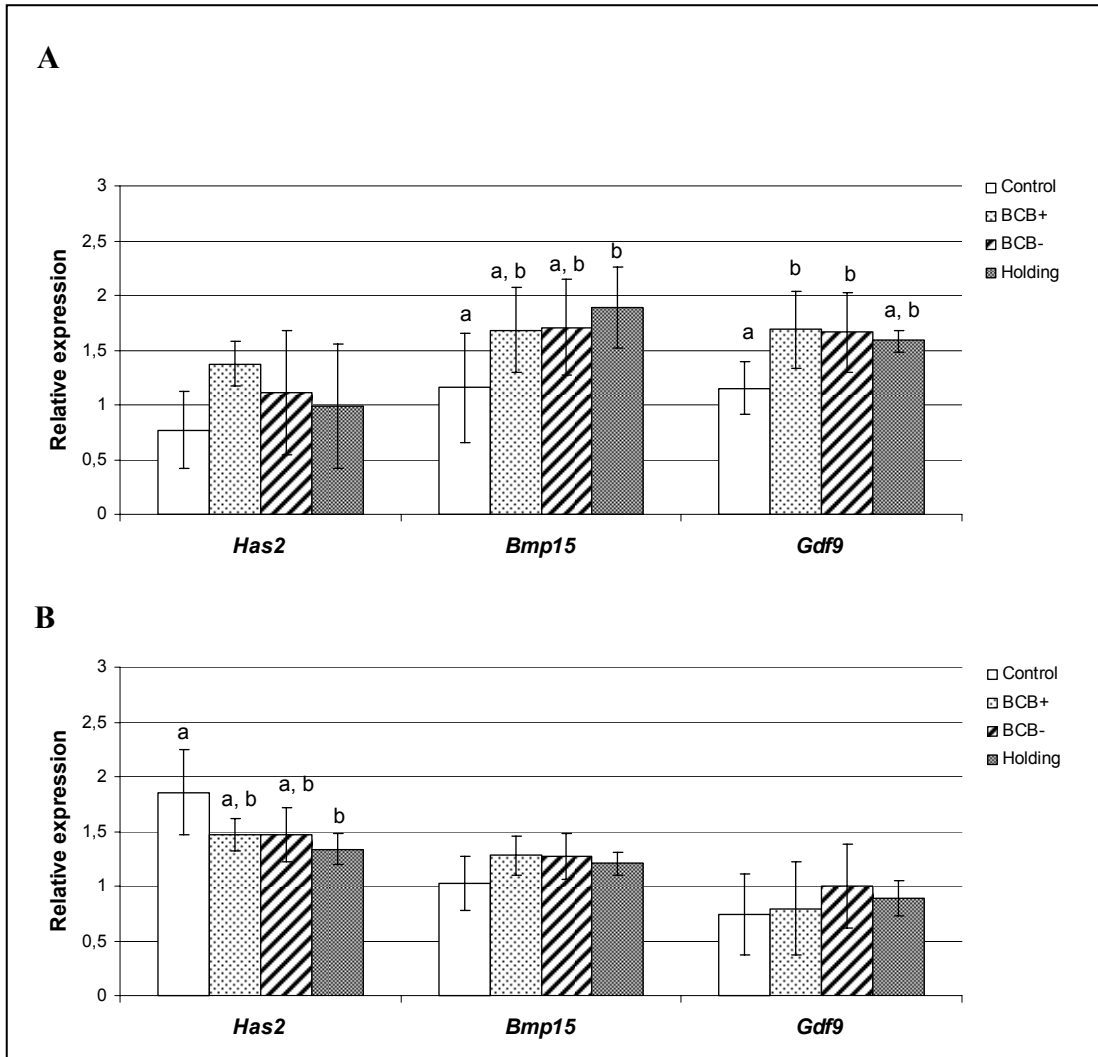 A
3
2,5
2
1,5
1
0,5
0
Relative expression
a
a, b
a, b
b
a
b
b
a, b
Has2
Bmp15
Gdf9
Control
BCB+
BCB-
Holding
B
3
2,5
2
1,5
1
0,5
0
Relative expression
a
a, b
a, b
b
Has2
Bmp15
Gdf9
Control
BCB+
BCB-
Holding